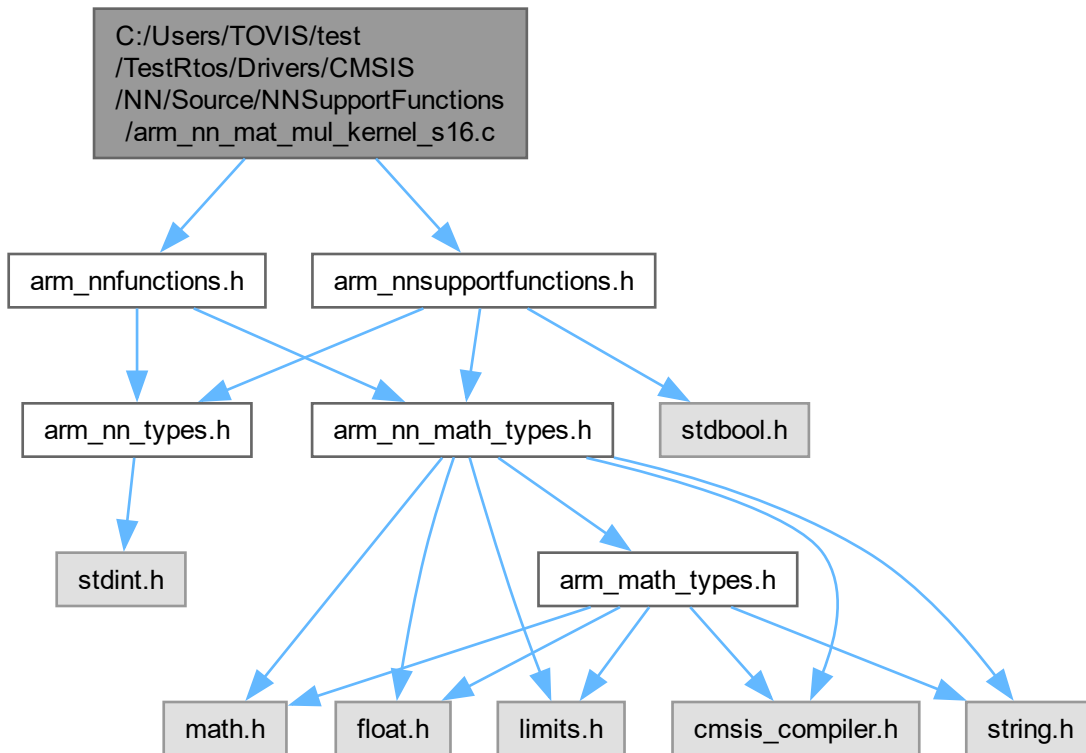 C:/Users/TOVIS/test
/TestRtos/Drivers/CMSIS
/NN/Source/NNSupportFunctions
/arm_nn_mat_mul_kernel_s16.c
arm_nnfunctions.h
arm_nnsupportfunctions.h
arm_nn_types.h
arm_nn_math_types.h
stdbool.h
stdint.h
arm_math_types.h
math.h
float.h
limits.h
cmsis_compiler.h
string.h